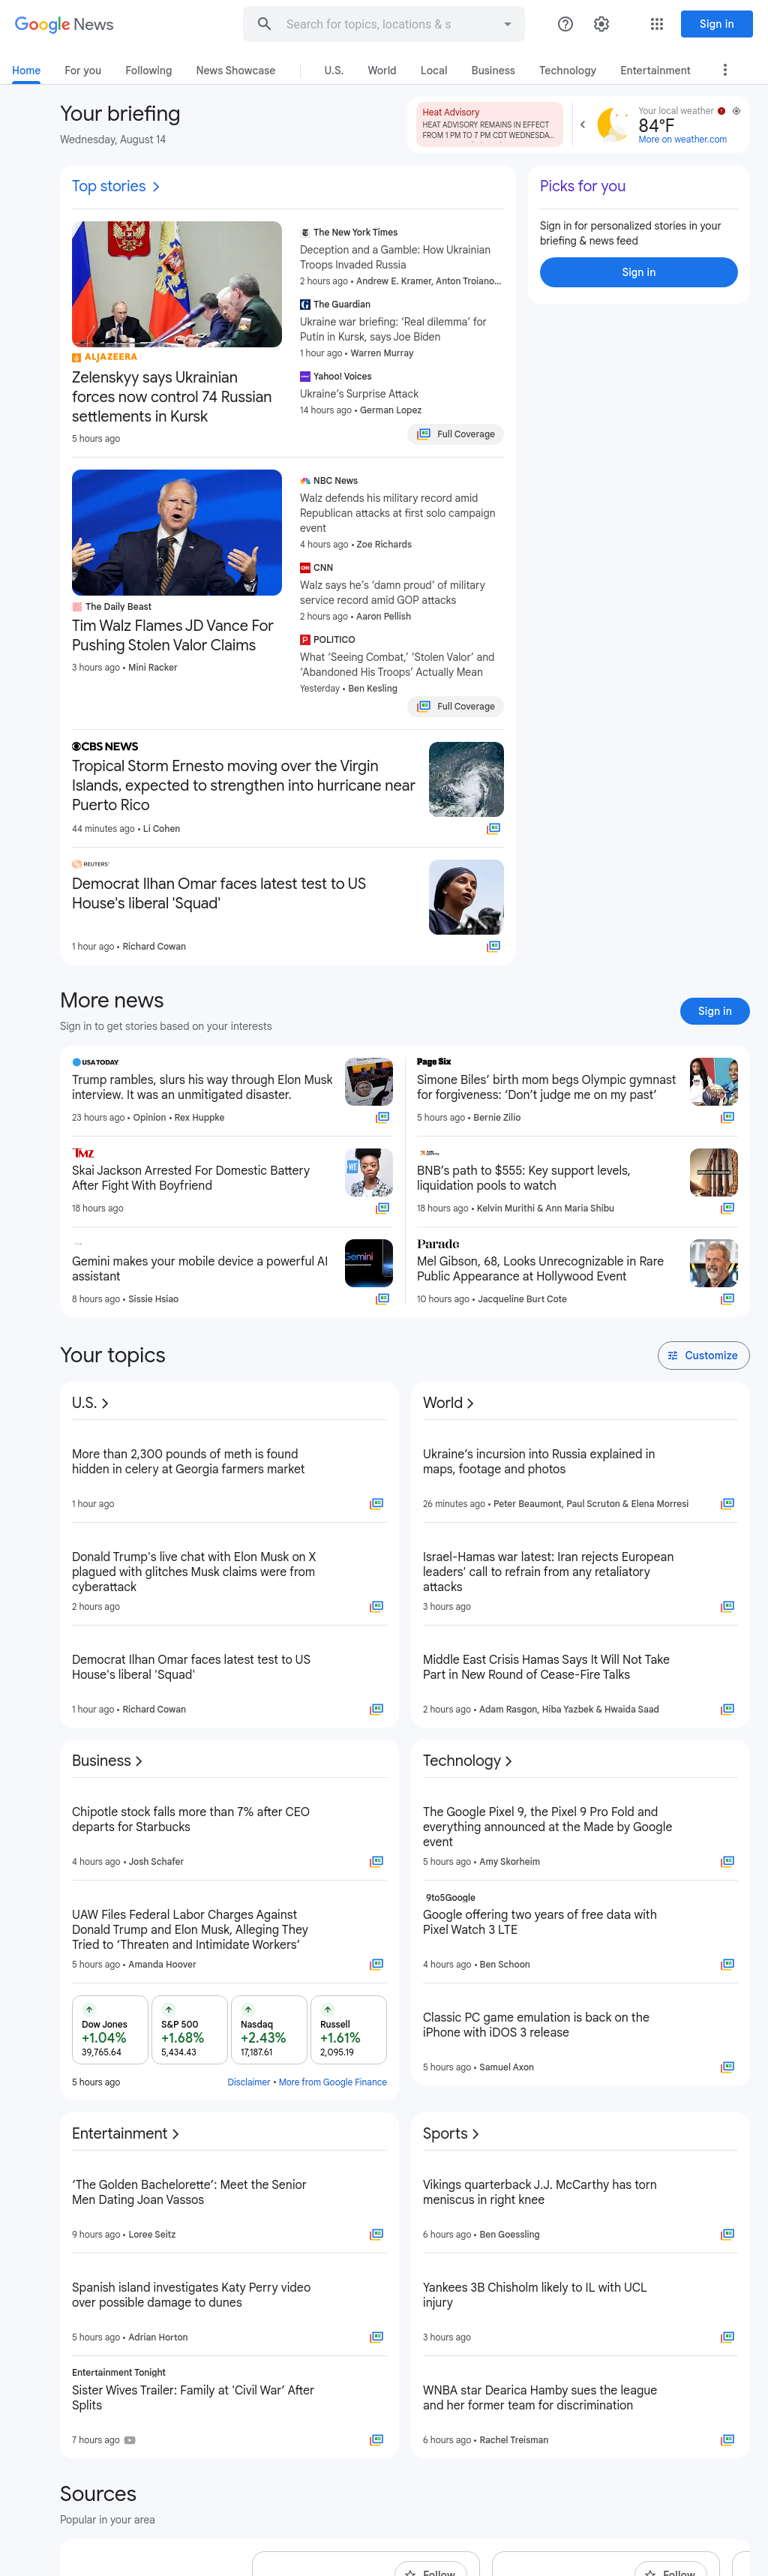 Google News
Search for topics, locations & s
Sign in
Home
For you
Following
News Showcase
U.S.
World
Local
Business
Technology
Entertainment
Your briefing
Wednesday, August 14
Heat Advisory
HEAT ADVISORY REMAINS IN EFFECT
FROM 1 PM TO 7 PM CDT WEDNESDA...
Your local weather
84°F
More on weather.com
Top stories
Picks for you
Sign in for personalized stories in your
briefing & news feed
Sign in
ALJAZEERA
Zelenskyy says Ukrainian
forces now control 74 Russian
settlements in Kursk
5 hours ago
The New York Times
Deception and a Gamble: How Ukrainian
Troops Invaded Russia
2 hours ago • Andrew E. Kramer, Anton Troiano...
The Guardian
Ukraine war briefing: ‘Real dilemma’ for
Putin in Kursk, says Joe Biden
1 hour ago • Warren Murray
Yahoo! Voices
Ukraine’s Surprise Attack
14 hours ago • German Lopez
Full Coverage
The Daily Beast
Tim Walz Flames JD Vance For
Pushing Stolen Valor Claims
3 hours ago • Mini Racker
NBC News
Walz defends his military record amid
Republican attacks at first solo campaign
event
4 hours ago • Zoe Richards
CNN
Walz says he’s ‘damn proud’ of military
service record amid GOP attacks
2 hours ago • Aaron Pellish
POLITICO
What ‘Seeing Combat,’ ‘Stolen Valor’ and
‘Abandoned His Troops’ Actually Mean
Yesterday • Ben Kesling
Full Coverage
CBS NEWS
Tropical Storm Ernesto moving over the Virgin
Islands, expected to strengthen into hurricane near
Puerto Rico
44 minutes ago • Li Cohen
REUTERS
Democrat Ilhan Omar faces latest test to US
House's liberal 'Squad'
1 hour ago • Richard Cowan
More news
Sign in to get stories based on your interests
Sign in
USA TODAY
Trump rambles, slurs his way through Elon Musk
interview. It was an unmitigated disaster.
23 hours ago • Opinion • Rex Huppke
TMZ
Skai Jackson Arrested For Domestic Battery
After Fight With Boyfriend
18 hours ago
Gemini makes your mobile device a powerful AI
assistant
Gemini
8 hours ago • Sissie Hsiao
Page Six
Simone Biles’ birth mom begs Olympic gymnast
for forgiveness: ‘Don’t judge me on my past’
5 hours ago • Bernie Zilio
BNB’s path to $555: Key support levels,
liquidation pools to watch
18 hours ago • Kelvin Murithi & Ann Maria Shibu
Parade
Mel Gibson, 68, Looks Unrecognizable in Rare
Public Appearance at Hollywood Event
10 hours ago • Jacqueline Burt Cote
Your topics
Customize
U.S.
More than 2,300 pounds of meth is found
hidden in celery at Georgia farmers market
1 hour ago
Donald Trump's live chat with Elon Musk on X
plagued with glitches Musk claims were from
cyberattack
2 hours ago
Democrat Ilhan Omar faces latest test to US
House's liberal 'Squad'
1 hour ago • Richard Cowan
World
Ukraine’s incursion into Russia explained in
maps, footage and photos
26 minutes ago • Peter Beaumont, Paul Scruton & Elena Morresi
Israel-Hamas war latest: Iran rejects European
leaders' call to refrain from any retaliatory
attacks
3 hours ago
Middle East Crisis Hamas Says It Will Not Take
Part in New Round of Cease-Fire Talks
2 hours ago • Adam Rasgon, Hiba Yazbek & Hwaida Saad
Business
Chipotle stock falls more than 7% after CEO
departs for Starbucks
4 hours ago • Josh Schafer
UAW Files Federal Labor Charges Against
Donald Trump and Elon Musk, Alleging They
Tried to ‘Threaten and Intimidate Workers’
5 hours ago • Amanda Hoover
Dow Jones
+1.04%
39,765.64
S&P 500
+1.68%
5,434.43
Nasdaq
+2.43%
17,187.61
Russell
+1.61%
2,095.19
5 hours ago
Disclaimer • More from Google Finance
Technology
The Google Pixel 9, the Pixel 9 Pro Fold and
everything announced at the Made by Google
event
5 hours ago • Amy Skorheim
9to5Google
Google offering two years of free data with
Pixel Watch 3 LTE
4 hours ago • Ben Schoon
Classic PC game emulation is back on the
iPhone with iDOS 3 release
5 hours ago • Samuel Axon
Entertainment
‘The Golden Bachelorette’: Meet the Senior
Men Dating Joan Vassos
9 hours ago • Loree Seitz
Spanish island investigates Katy Perry video
over possible damage to dunes
5 hours ago • Adrian Horton
Entertainment Tonight
Sister Wives Trailer: Family at 'Civil War’ After
Splits
7 hours ago
Sports
Vikings quarterback J.J. McCarthy has torn
meniscus in right knee
6 hours ago • Ben Goessling
Yankees 3B Chisholm likely to IL with UCL
injury
3 hours ago
WNBA star Dearica Hamby sues the league
and her former team for discrimination
6 hours ago • Rachel Treisman
Sources
Popular in your area
Follow
Follow